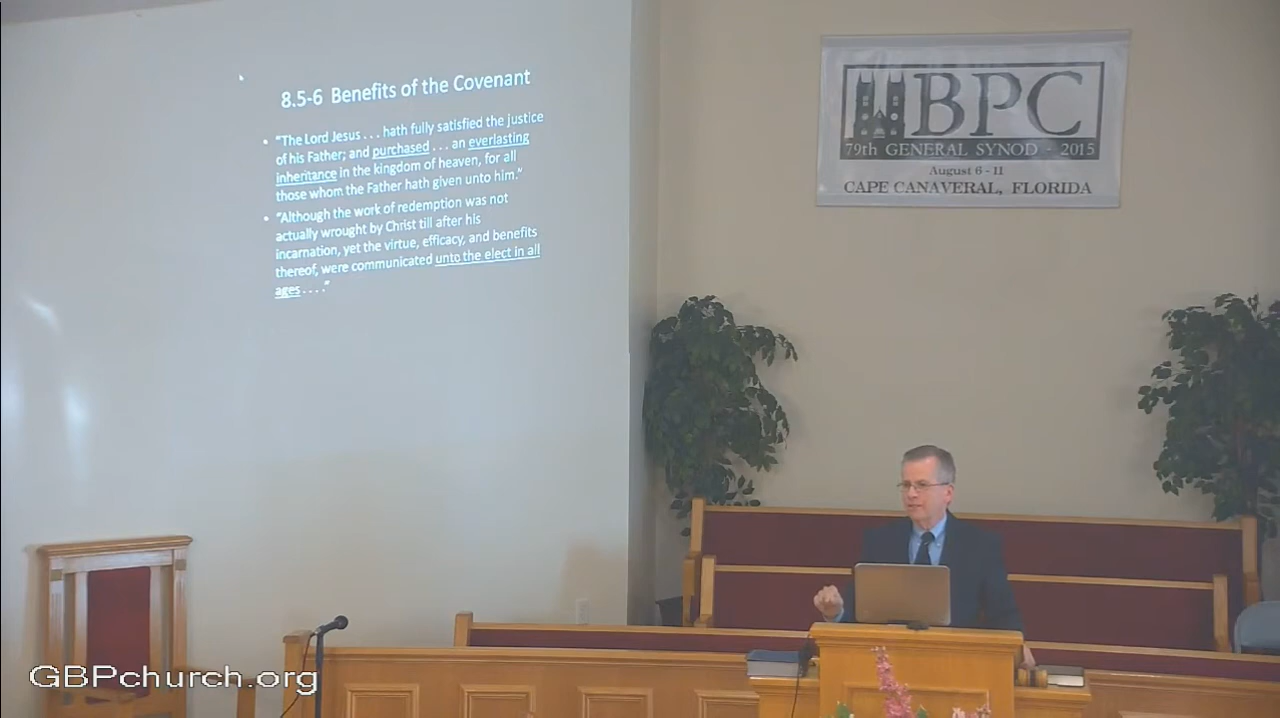 8.5-6 Benefits of the Covenant
• "The Lord Jesus . . . hath fully satisfied the justice
of his Father; and purchased . . . an everlasting
inheritance in the kingdom of heaven, for all
those whom the Father hath given unto him."
• "Although the work of redemption was not
actually wrought by Christ till after his
incarnation, yet the virtue, efficacy, and benefits
thereof, were communicated unto the elect in all
ages . . . ."
BPC
79th GENERAL SYNOD - 2015
August 6 - 11
CAPE CANAVERAL, FLORIDA
GBPchurch.org